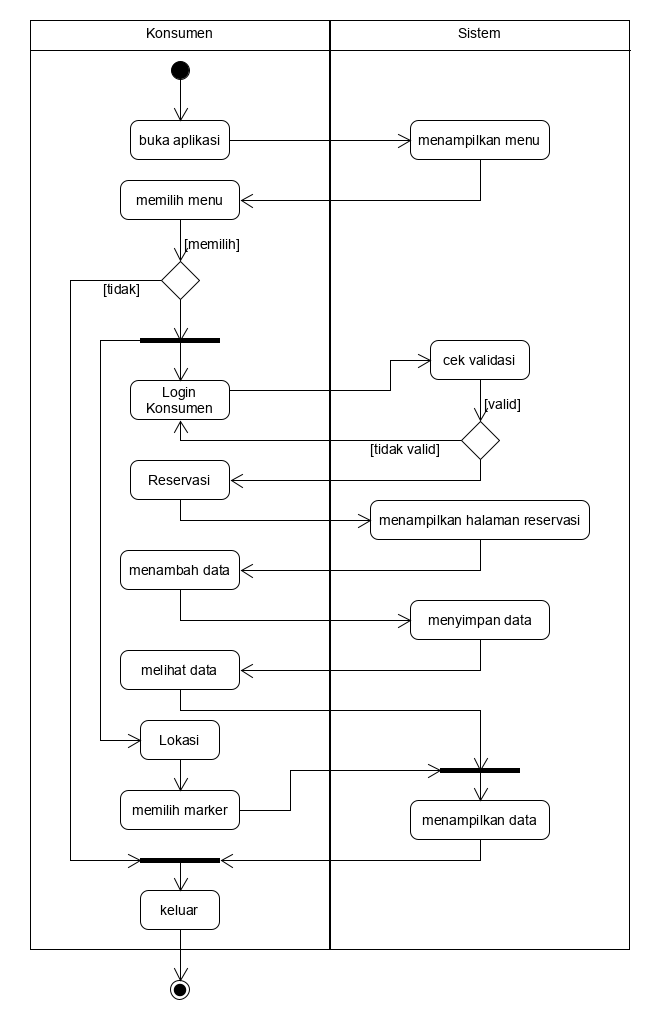 Konsumen
Sistem
buka aplikasi
menampilkan menu
memilih menu
[memilih]
[tidak]
cek validasi
Login
Konsumen
[valid]
[tidak valid]
Reservasi
menampilkan halaman reservasi
menambah data
menyimpan data
melihat data
Lokasi
memilih marker
menampilkan data
keluar